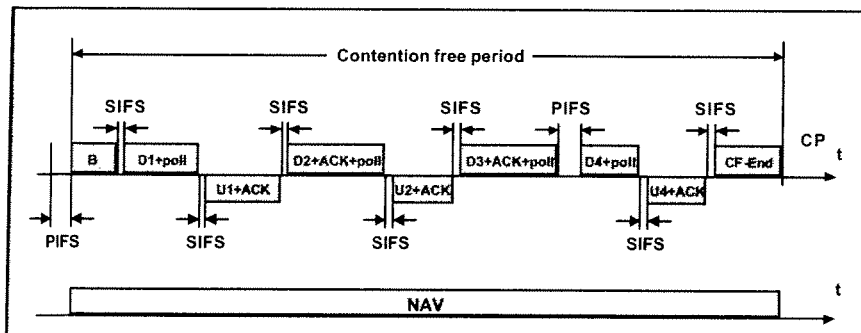 Contention free period
SIFS SIFS SIFS PIFS SIFS
CP
t
B D1+poll D2+ACK+poll D3+ACK+poll D4+poll CF-End
U1+ACK U2+ACK U4+ACK
PIFS SIFS SIFS SIFS
t
NAV